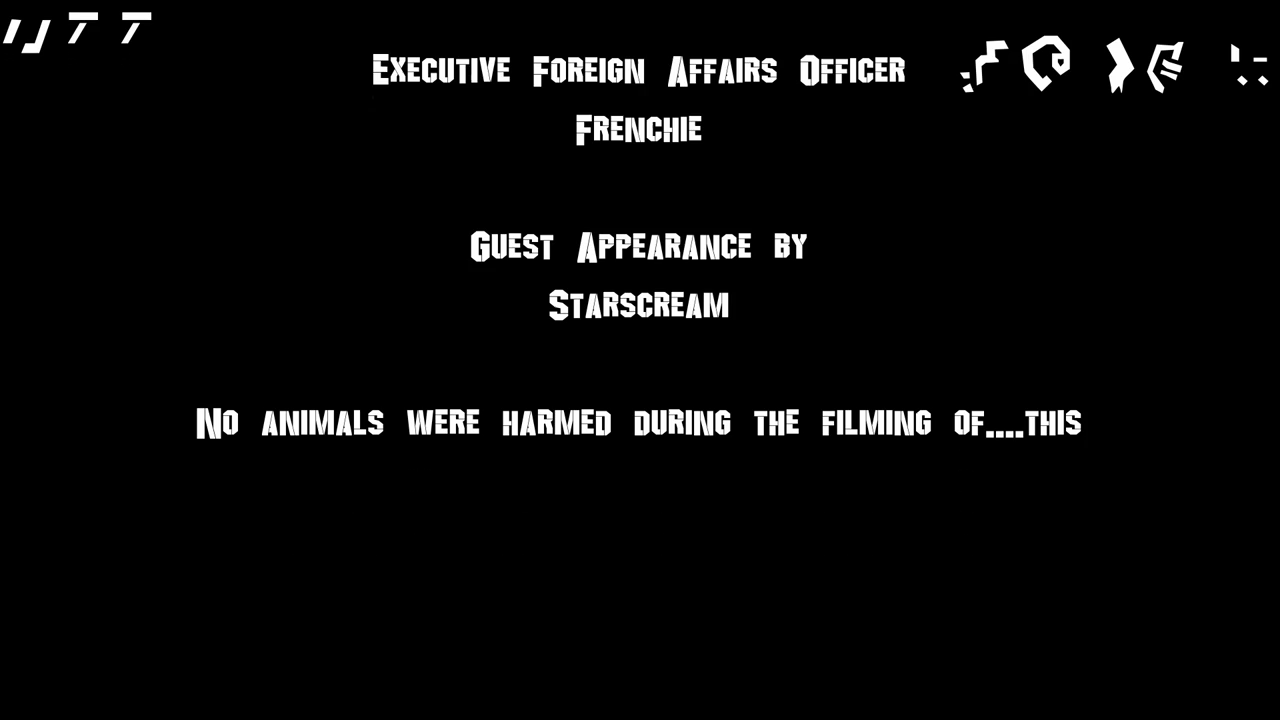 Executive Foreign Affairs Officer
Frenchie
Guest Appearance by
Starscream
No animals were harmed during the filming of....this